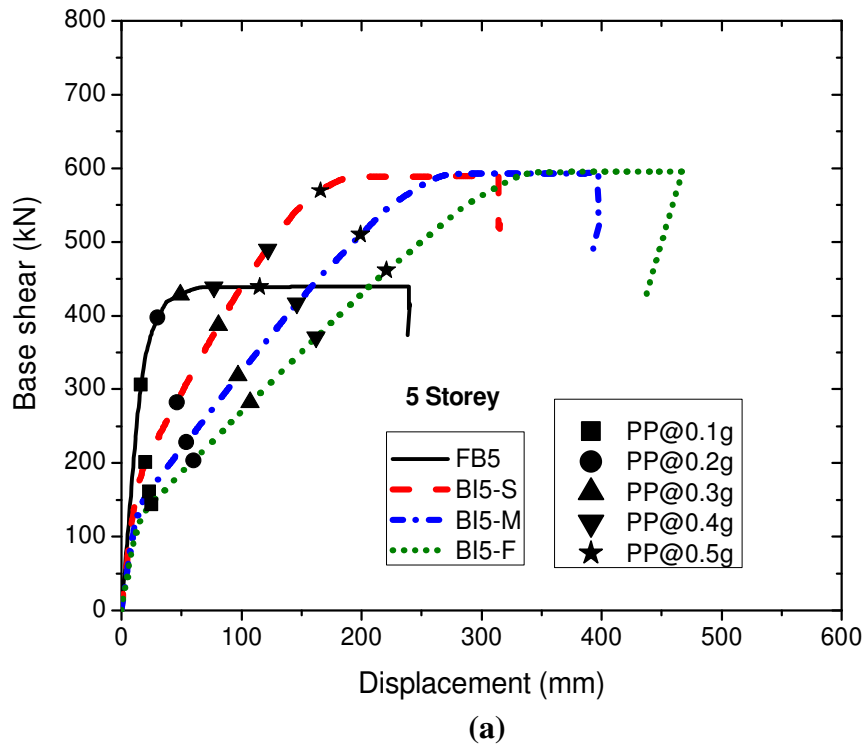 800
700
600
500
400
300
200
100
0
Base shear (kN)
5 Storey
FB5
BI5-S
BI5-M
BI5-F
PP@0.1g
PP@0.2g
PP@0.3g
PP@0.4g
PP@0.5g
0 100 200 300 400 500 600
Displacement (mm)
(a)